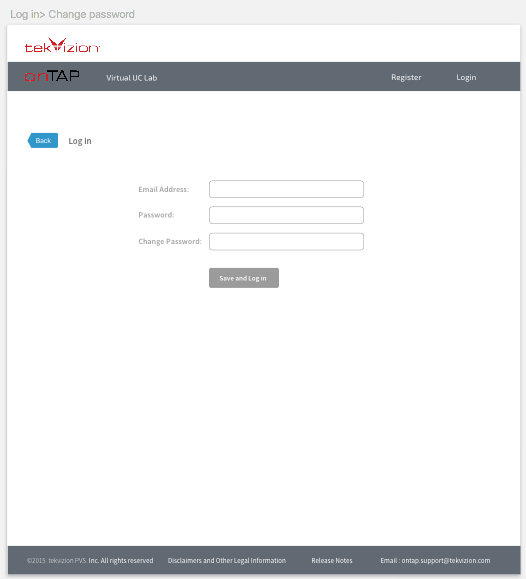 Log in> Change password
tekVizion
onTAP
Virtual UC Lab
Register
Login
Back
Log in
Email Address:
Password:
Change Password:
Save and Log in
©2015 tekvizion PVS. Inc. All rights reserved
Disclaimers and Other Legal Information
Release Notes
Email : ontap.support@tekvizion.com